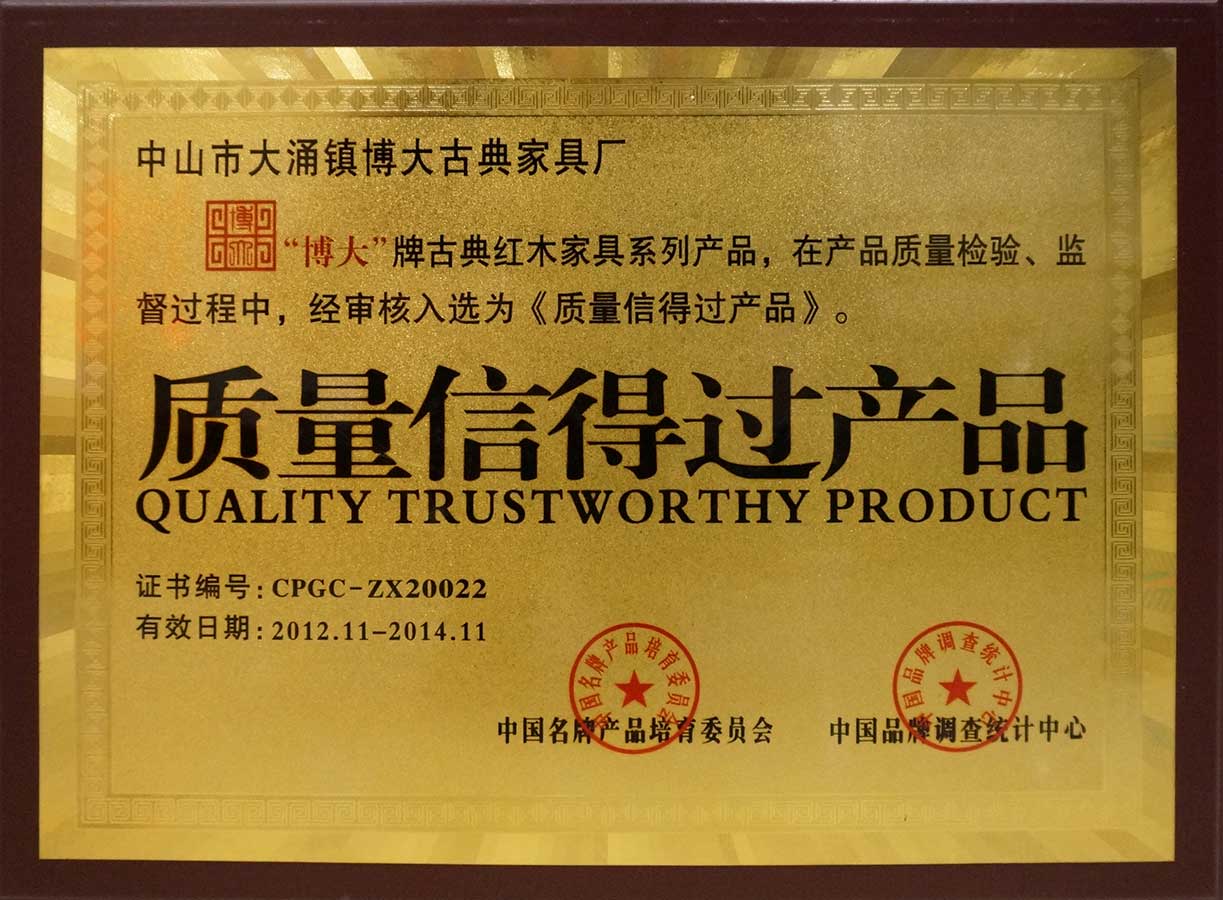 中山市大涌镇博大古典家具厂
博大
“博大”牌古典红木家具系列产品，在产品质量检验、监
督过程中，经审核入选为《质量信得过产品》。
质量信得过产品
QUALITY TRUSTWORTHY PRODUCT
证书编号：CPGC-ZX20022
有效日期：2012.11-2014.11
中国名牌产品培育委员会
中国品牌调查统计中心
中国名牌产品培育委员会
中国品牌调查统计中心